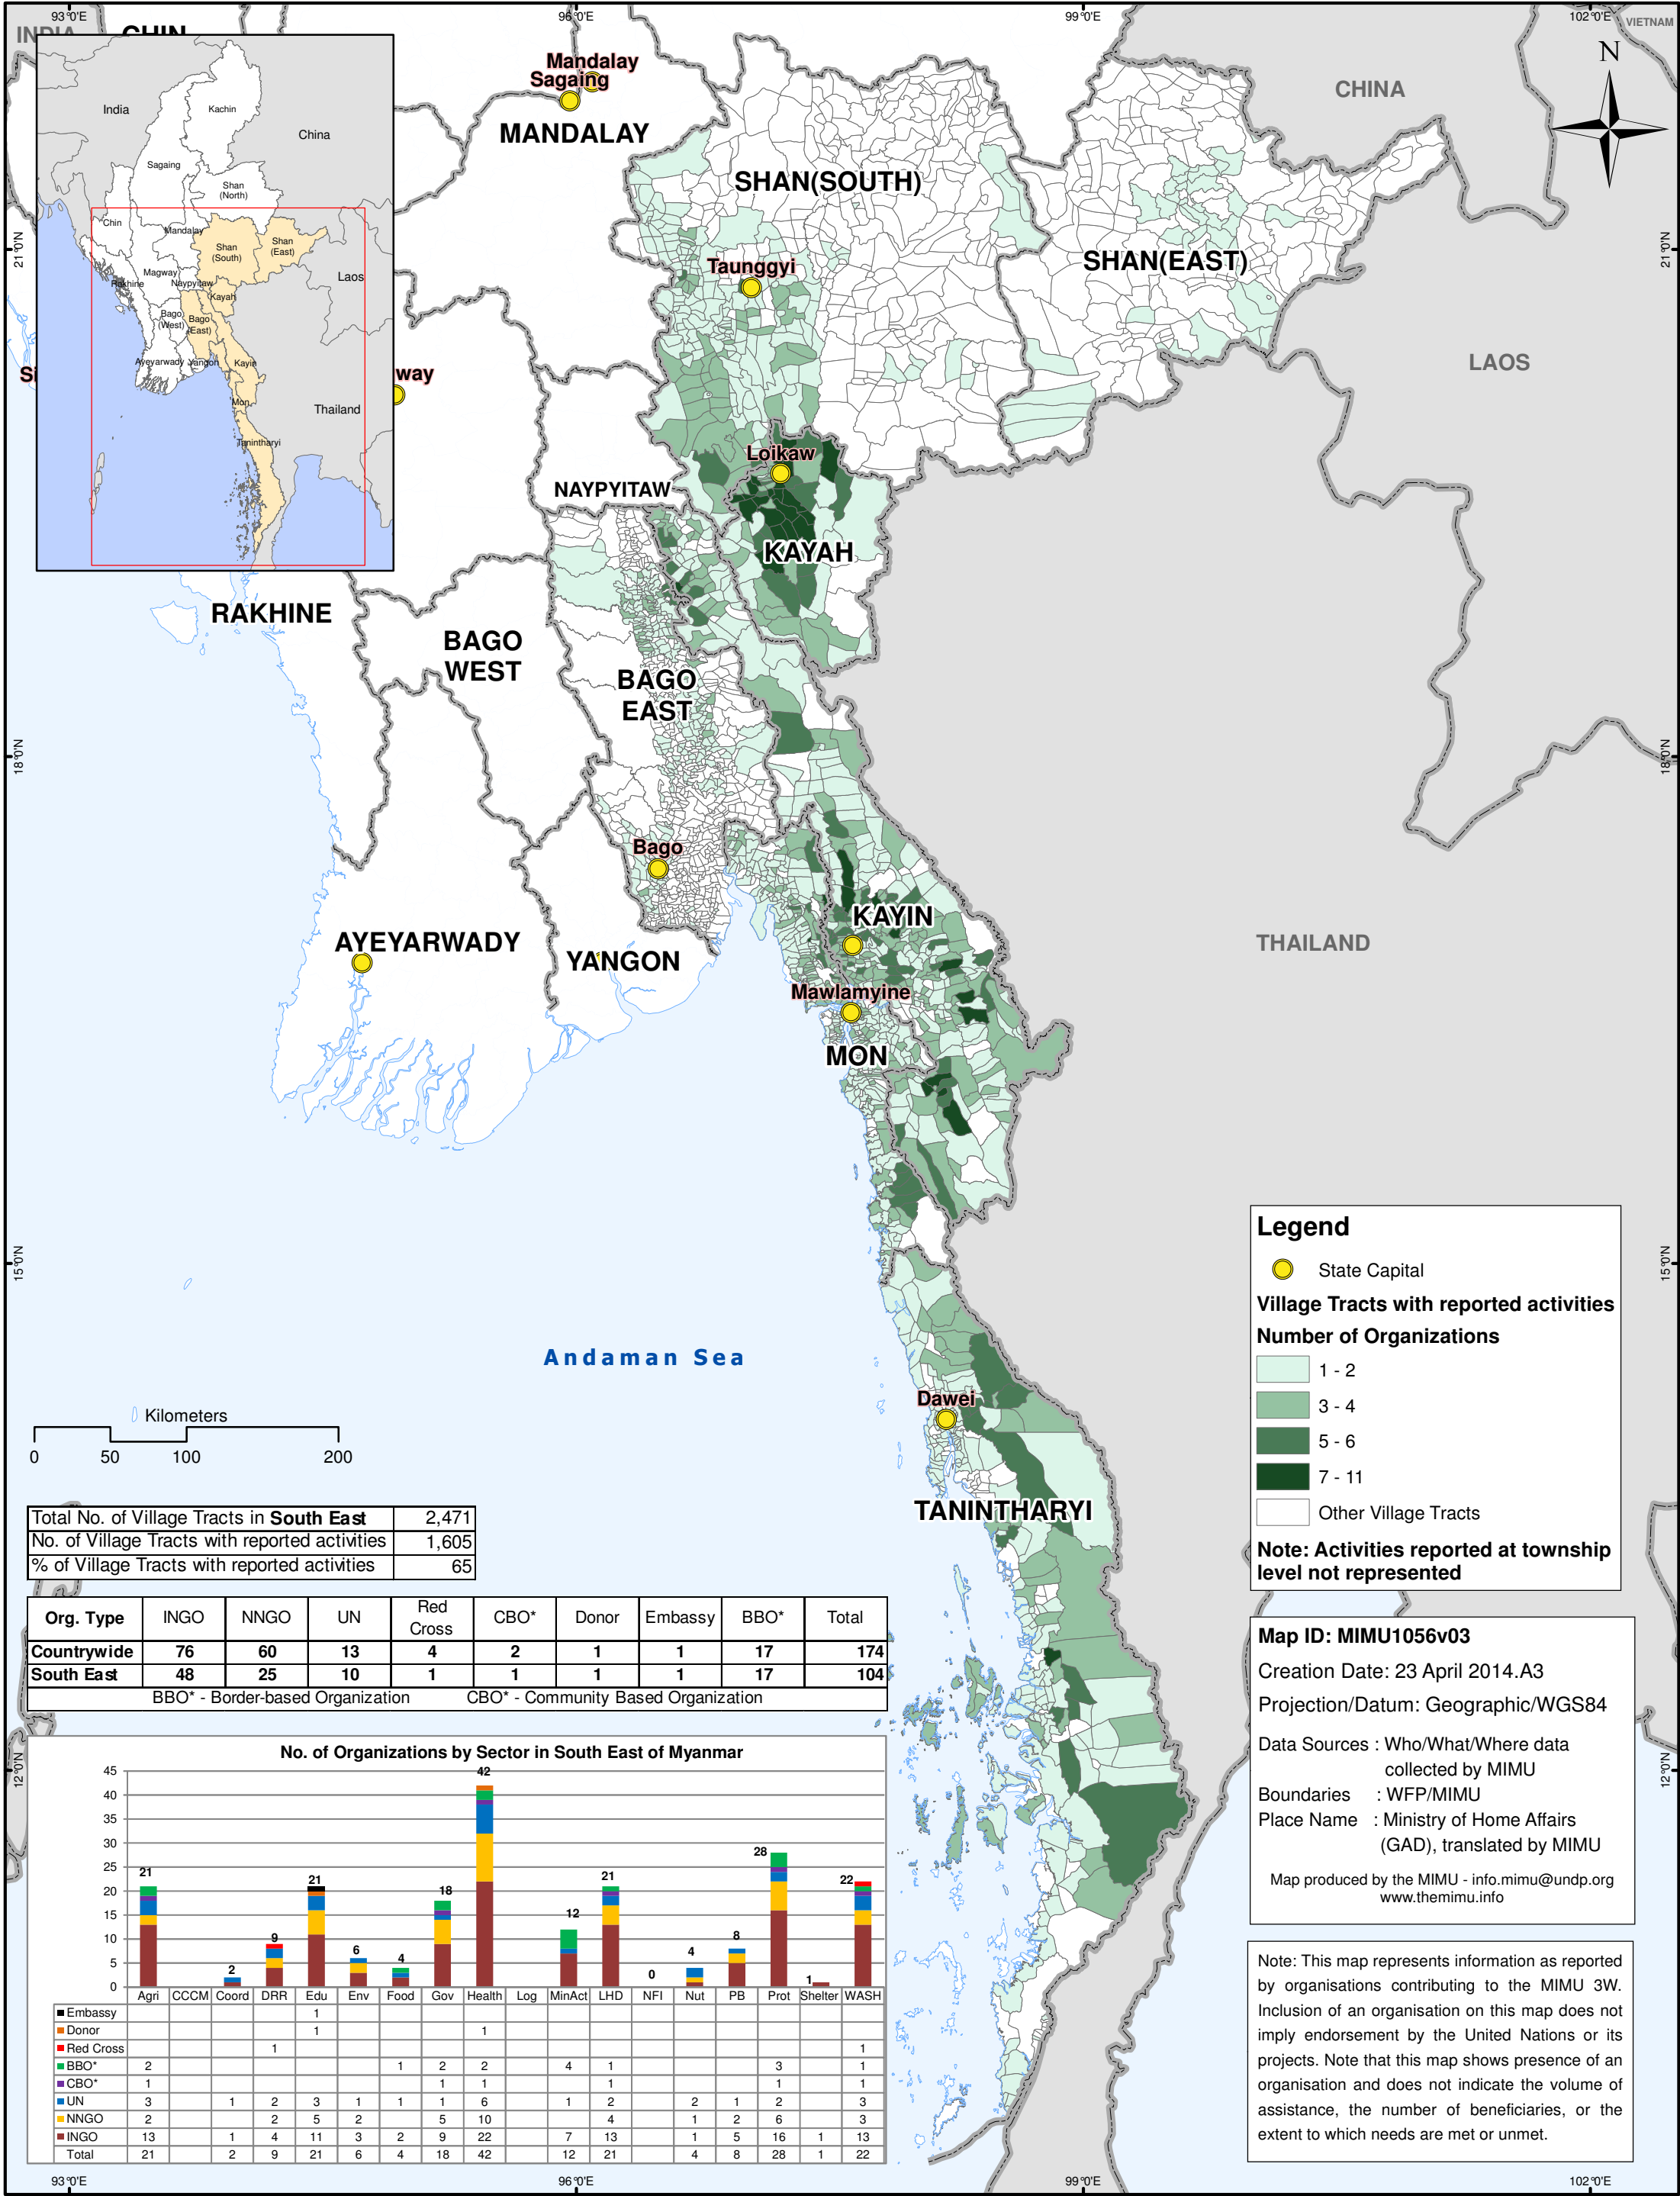 93°0'E
96°0'E
99°0'E
102°0'E
INDIA
CHIN
VIETNAM
N
CHINA
Mandalay
Sagaing
MANDALAY
SHAN(SOUTH)
SHAN(EAST)
Taunggyi
LAOS
21°0'N
21°0'N
India
Kachin
China
Sagaing
Shan
(North)
Chin
Mandalay
Shan
(South)
Shan
(East)
Magway
Laos
Rakhine
Naypyitaw
Kayah
Bago
(West)
Bago
(East)
Ayeyarwady
Yangon
Kayin
Mon
Thailand
Tanintharyi
Si
way
Loikaw
NAYPYITAW
KAYAH
RAKHINE
BAGO
WEST
BAGO
EAST
18°0'N
18°0'N
Bago
KAYIN
AYEYARWADY
YANGON
THAILAND
Mawlamyine
MON
15°0'N
15°0'N
Andaman Sea
Dawei
TANINTHARYI
12°0'N
12°0'N
Kilometers
0 50 100 200
Legend
State Capital
Village Tracts with reported activities
Number of Organizations
1 - 2
3 - 4
5 - 6
7 - 11
Other Village Tracts
Note: Activities reported at township
level not represented
Total No. of Village Tracts in South East 2,471
No. of Village Tracts with reported activities 1,605
% of Village Tracts with reported activities 65
Org. Type INGO NNGO UN Red Cross CBO* Donor Embassy BBO* Total
Countrywide 76 60 13 4 2 1 1 17 174
South East 48 25 10 1 1 1 1 17 104
BBO* - Border-based Organization CBO* - Community Based Organization
Map ID: MIMU1056v03
Creation Date: 23 April 2014.A3
Projection/Datum: Geographic/WGS84
Data Sources : Who/What/Where data
collected by MIMU
Boundaries : WFP/MIMU
Place Name : Ministry of Home Affairs
(GAD), translated by MIMU
Map produced by the MIMU - info.mimu@undp.org
www.themimu.info
No. of Organizations by Sector in South East of Myanmar
45
40
35
30
25
20
15
10
5
0
21 2 9 21 6 4 18 42 12 21 0 4 8 28 1 22
Agri CCCM Coord DRR Edu Env Food Gov Health Log MinAct LHD NFI Nut PB Prot Shelter WASH
Embassy 1
Donor 1 1
Red Cross 1 1
BBO* 2 1 2 2 4 1 3 1
CBO* 1 1 1 1 1 1
UN 3 1 2 3 1 1 1 6 1 2 2 1 2 3
NNGO 2 2 5 2 5 10 4 1 2 6 3
INGO 13 1 4 11 3 2 9 22 7 13 1 5 16 1 13
Total 21 2 9 21 6 4 18 42 12 21 4 8 28 1 22
Note: This map represents information as reported
by organisations contributing to the MIMU 3W.
Inclusion of an organisation on this map does not
imply endorsement by the United Nations or its
projects. Note that this map shows presence of an
organisation and does not indicate the volume of
assistance, the number of beneficiaries, or the
extent to which needs are met or unmet.
93°0'E
96°0'E
99°0'E
102°0'E